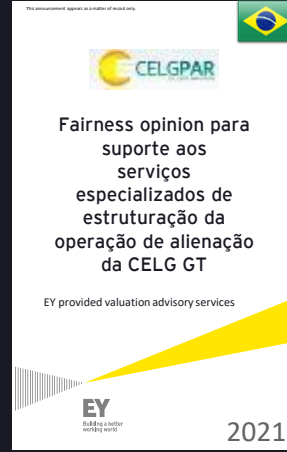 This announcement appears as a matter of record only.
CELGPAR
Fairness opinion para
suporte aos
serviços
especializados de
estruturação da
operação de alienação
da CELG GT
EY provided valuation advisory services
EY
Building a better
working world
2021